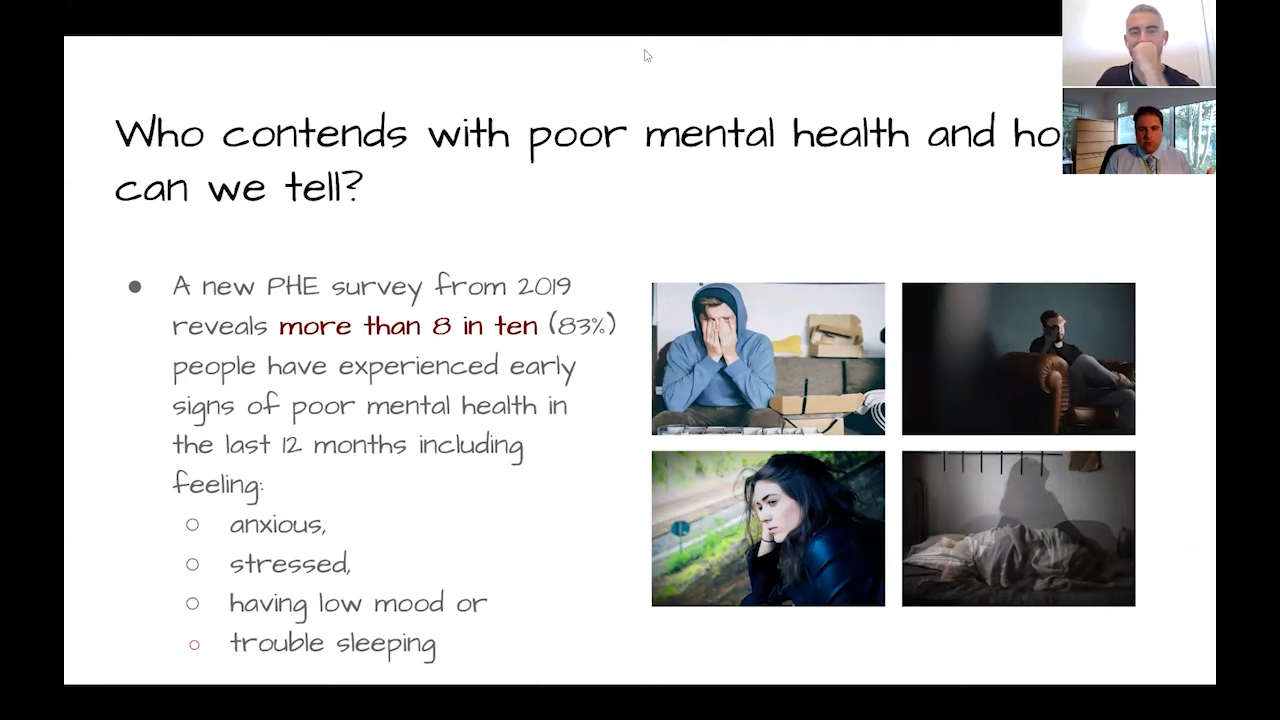 Who contends with poor mental health and ho
can we tell?
● A new PHE survey from 2019
reveals more than 8 in ten (83%)
people have experienced early
signs of poor mental health in
the last 12 months including
feeling:
○ anxious,
○ stressed,
○ having low mood or
○ trouble sleeping